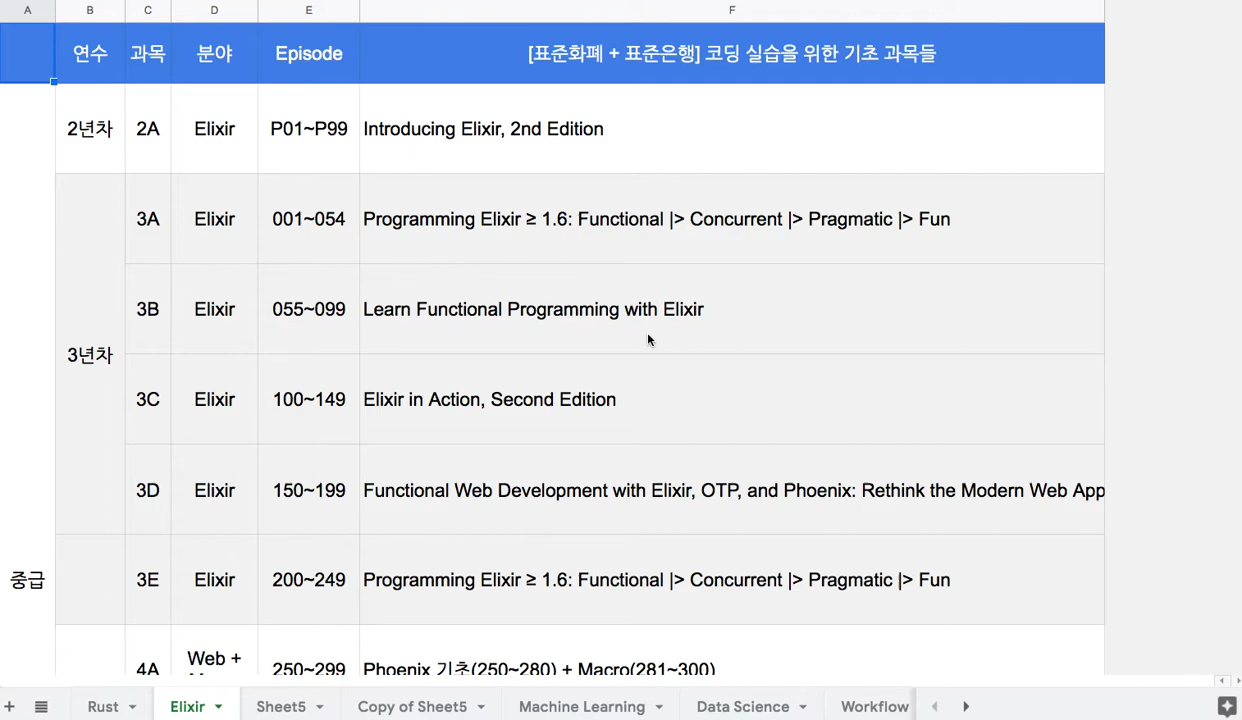 A B C D E F
연수 과목 분야 Episode [표준화폐 + 표준은행] 코딩 실습을 위한 기초 과목들
2년차 2A Elixir P01~P99 Introducing Elixir, 2nd Edition
3A Elixir 001~054 Programming Elixir ≥ 1.6: Functional |> Concurrent |> Pragmatic |> Fun
3B Elixir 055~099 Learn Functional Programming with Elixir
3년차
3C Elixir 100~149 Elixir in Action, Second Edition
3D Elixir 150~199 Functional Web Development with Elixir, OTP, and Phoenix: Rethink the Modern Web App
중급 3E Elixir 200~249 Programming Elixir ≥ 1.6: Functional |> Concurrent |> Pragmatic |> Fun
4A Web + 250~299 Phoenix 기초(250~280) + Macro(281~300)
Rust Elixir Sheet5 Copy of Sheet5 Machine Learning Data Science Workflow